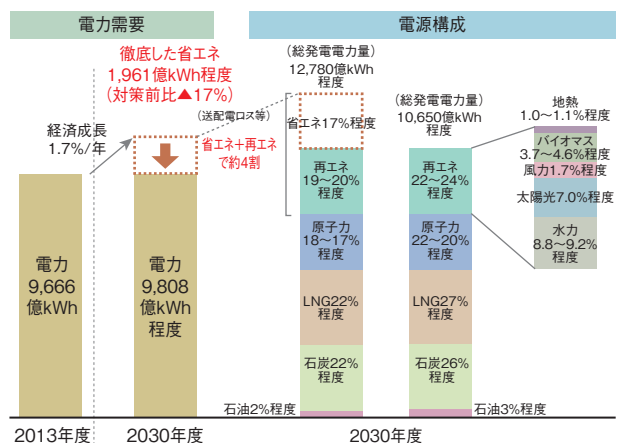 電力需要
電源構成
徹底した省エネ
1,961億kWh程度
(対策前比▲17%)
経済成長
1.7%/年
(送配電ロス等)
省エネ+再エネ
で約4割
電力
9,666
億kWh
電力
9,808
億kWh
程度
(総発電電力量)
12,780億kWh
程度
省エネ17%程度
再エネ
19〜20%
程度
原子力
18〜17%
程度
LNG22%
程度
石炭22%
程度
石油2%程度
(総発電電力量)
10,650億kWh
程度
再エネ
22〜24%
程度
原子力
22〜20%
程度
LNG27%
程度
石炭26%
程度
石油3%程度
地熱
1.0〜1.1%程度
バイオマス
3.7〜4.6%程度
風力1.7%程度
太陽光7.0%程度
水力
8.8〜9.2%
程度
2013年度
2030年度
2030年度